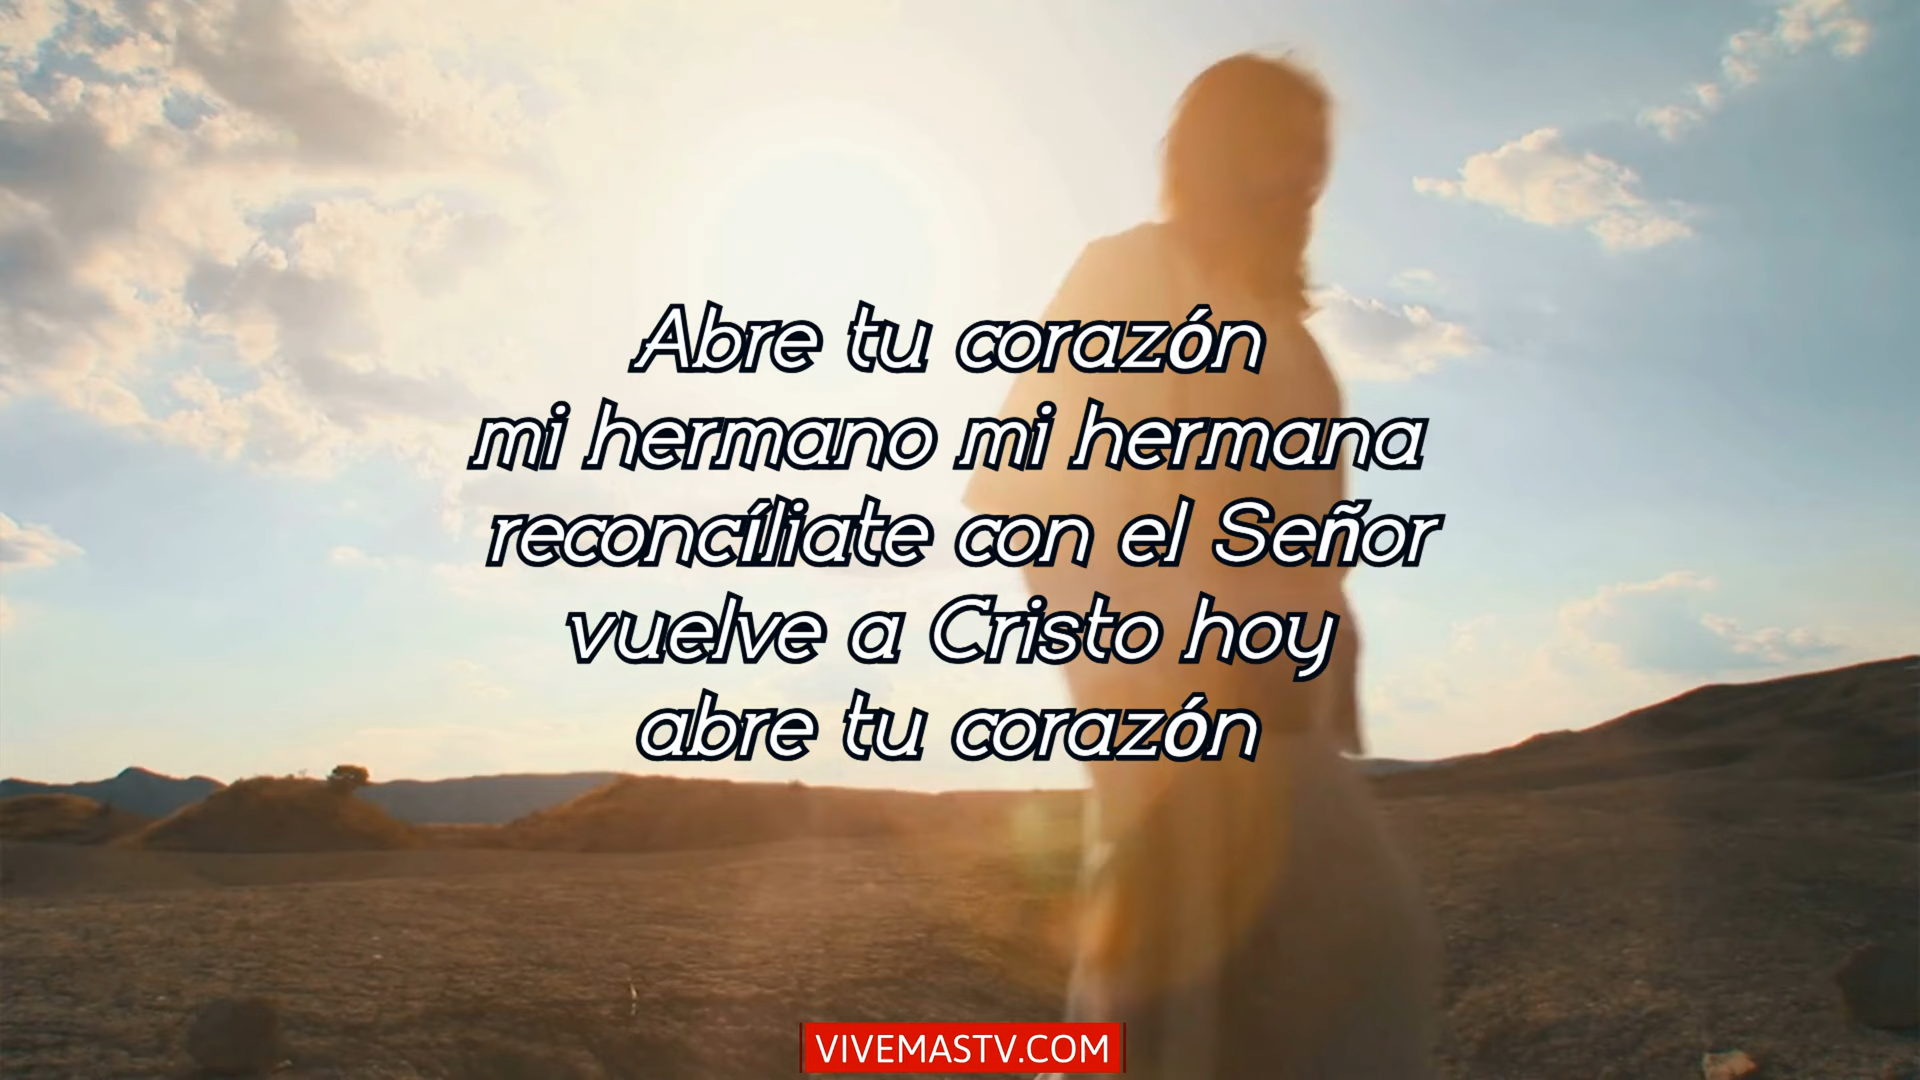 Abre tu corazón
mi hermano mi hermana
reconcíliate con el Señor
vuelve a Cristo hoy
abre tu corazón
VIVEMASTV.COM